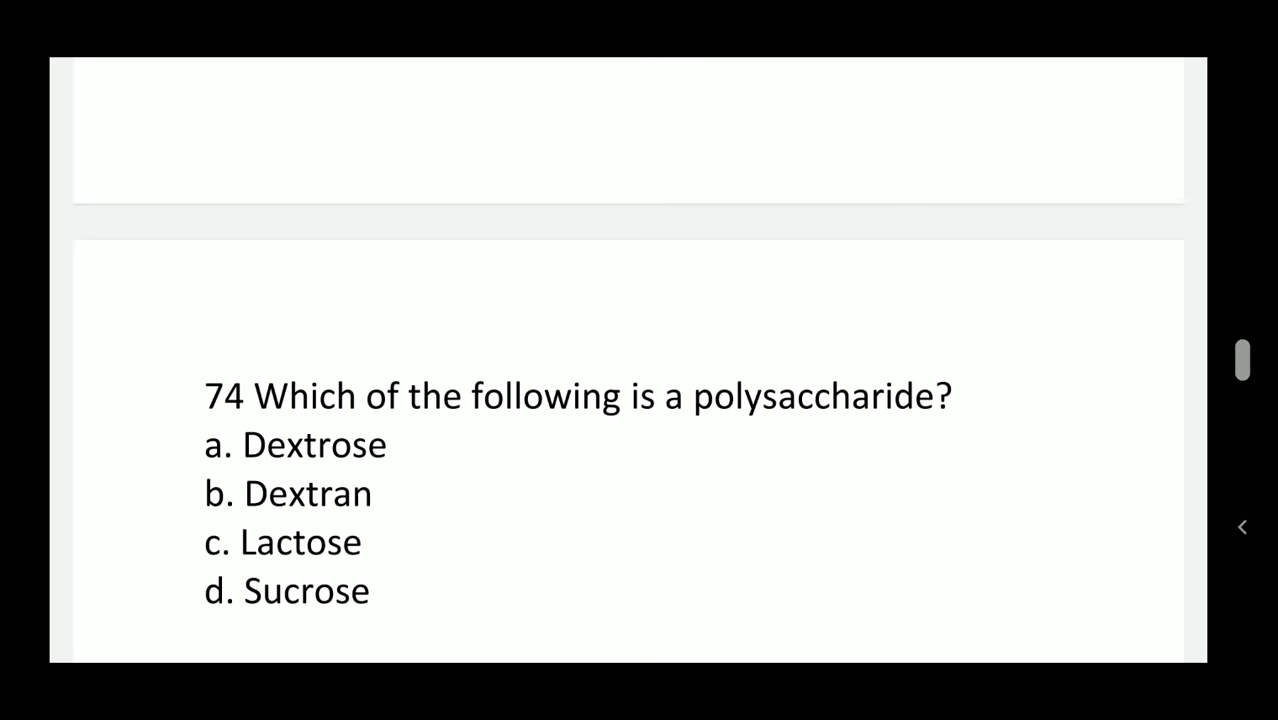 74 Which of the following is a polysaccharide?
a. Dextrose
b. Dextran
c. Lactose
d. Sucrose